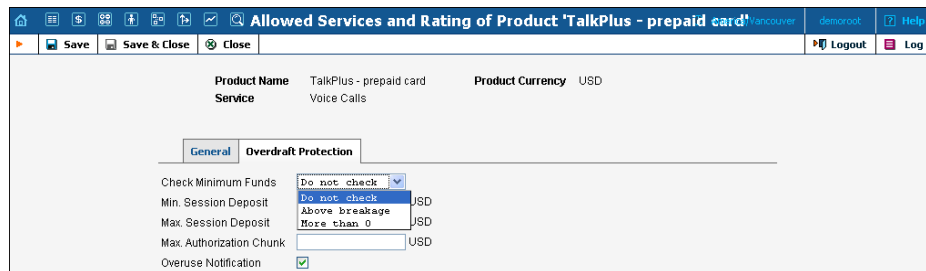 Allowed Services and Rating of Product 'TalkPlus - prepaid card'
Vancouver
demoroot
Help
Save
Save & Close
Close
Logout
Log
Product Name TalkPlus - prepaid card Product Currency USD
Service Voice Calls
General Overdraft Protection
Check Minimum Funds Do not check
Do not check
Min. Session Deposit USD
Above breakage
Max. Session Deposit USD
More than 0
Max. Authorization Chunk USD
Overuse Notification